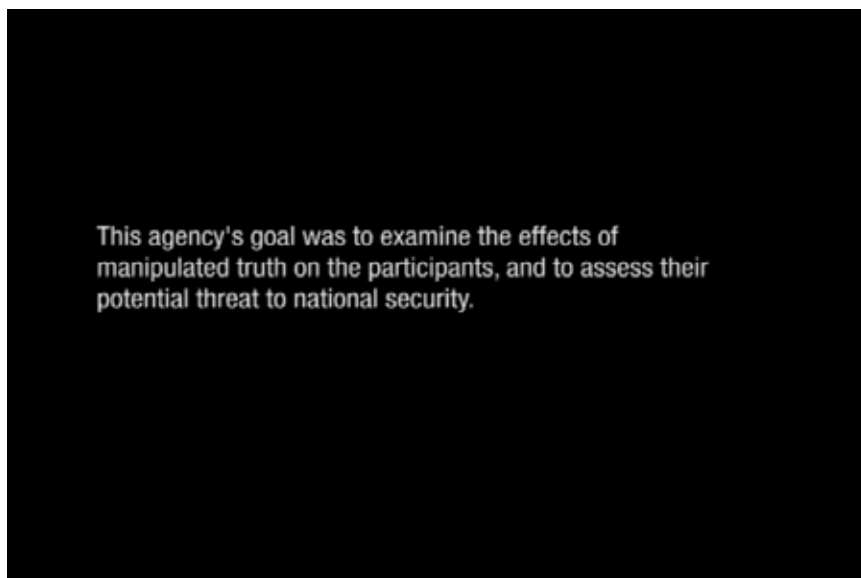 This agency's goal was to examine the effects of
manipulated truth on the participants, and to assess their
potential threat to national security.